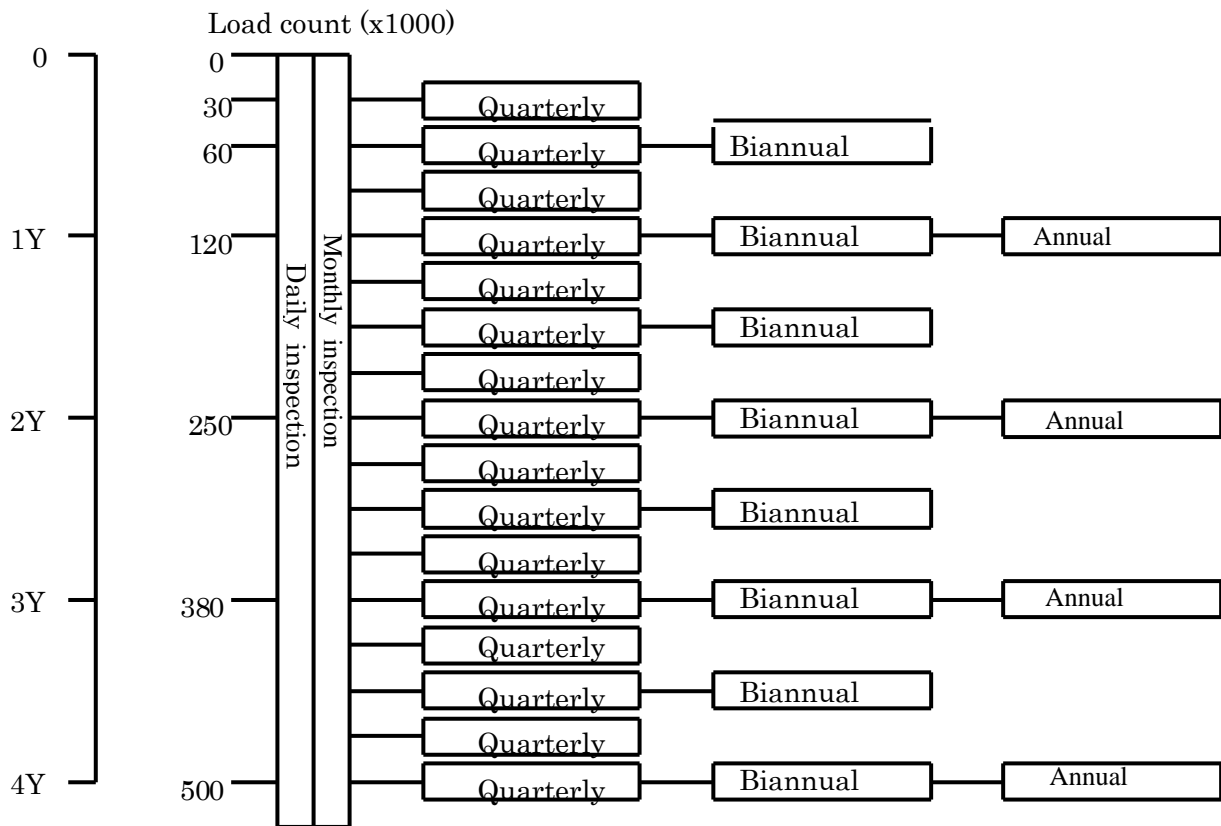 Load count (x1000)
0 0
30 Quarterly
60 Quarterly Biannual
Quarterly
1Y 120 Quarterly Biannual Annual
Daily inspection
Monthly inspection
Quarterly
Quarterly Biannual
Quarterly
2Y 250 Quarterly Biannual Annual
Quarterly
Quarterly Biannual
Quarterly
3Y 380 Quarterly Biannual Annual
Quarterly
Quarterly Biannual
Quarterly
4Y 500 Quarterly Biannual Annual